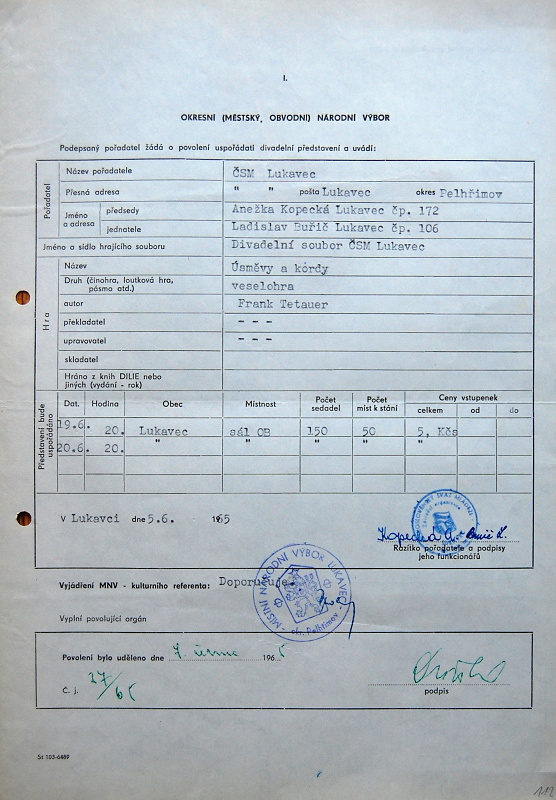 I.
OKRESNÍ (MĚSTSKÝ, OBVODNÍ) NÁRODNÍ VÝBOR
Podepsaný pořadatel žádá o povolení uspořádati divadelní představení a uvádí:
Pořadatel
Název pořadatele ČSM Lukavec
Přesná adresa " " pošta Lukavec okres Pelhřimov
Jméno a adresa
předsedy Anežka Kopecká Lukavec čp. 172
jednatele Ladislav Buřič Lukavec čp. 106
Jméno a sídlo hrajícího souboru Divadelní soubor ČSM Lukavec
Hra
Název Úsměvy a kordy
Druh (činohra, loutková hra, pásmo atd.) veselohra
autor Frank Tetauer
překladatel - - -
upravovatel - - -
skladatel
Hráno z knih DILIE nebo jiných (vydání - rok)
Představení bude uspořádáno
Dat. Hodina Obec Místnost Počet sedadel Počet míst k stání Ceny vstupenek
celkem od do
19.6. 20. Lukavec sál OB 150 50 5, Kčs
20.6. 20. " " " " "
V Lukavci dne 5.6. 1965
Kopecká A.
Razítko pořadatele a podpisy
jeho funkcionářů
MÍSTNÍ NÁRODNÍ VÝBOR LUKAVEC
okr. Pelhřimov
Vyjádření MNV - kulturního referenta: Doporučuje.
Vyplní povolující orgán
Povolení bylo uděleno dne 7. června 1965
Č. j. 37/65
podpis
St 103-6489
112